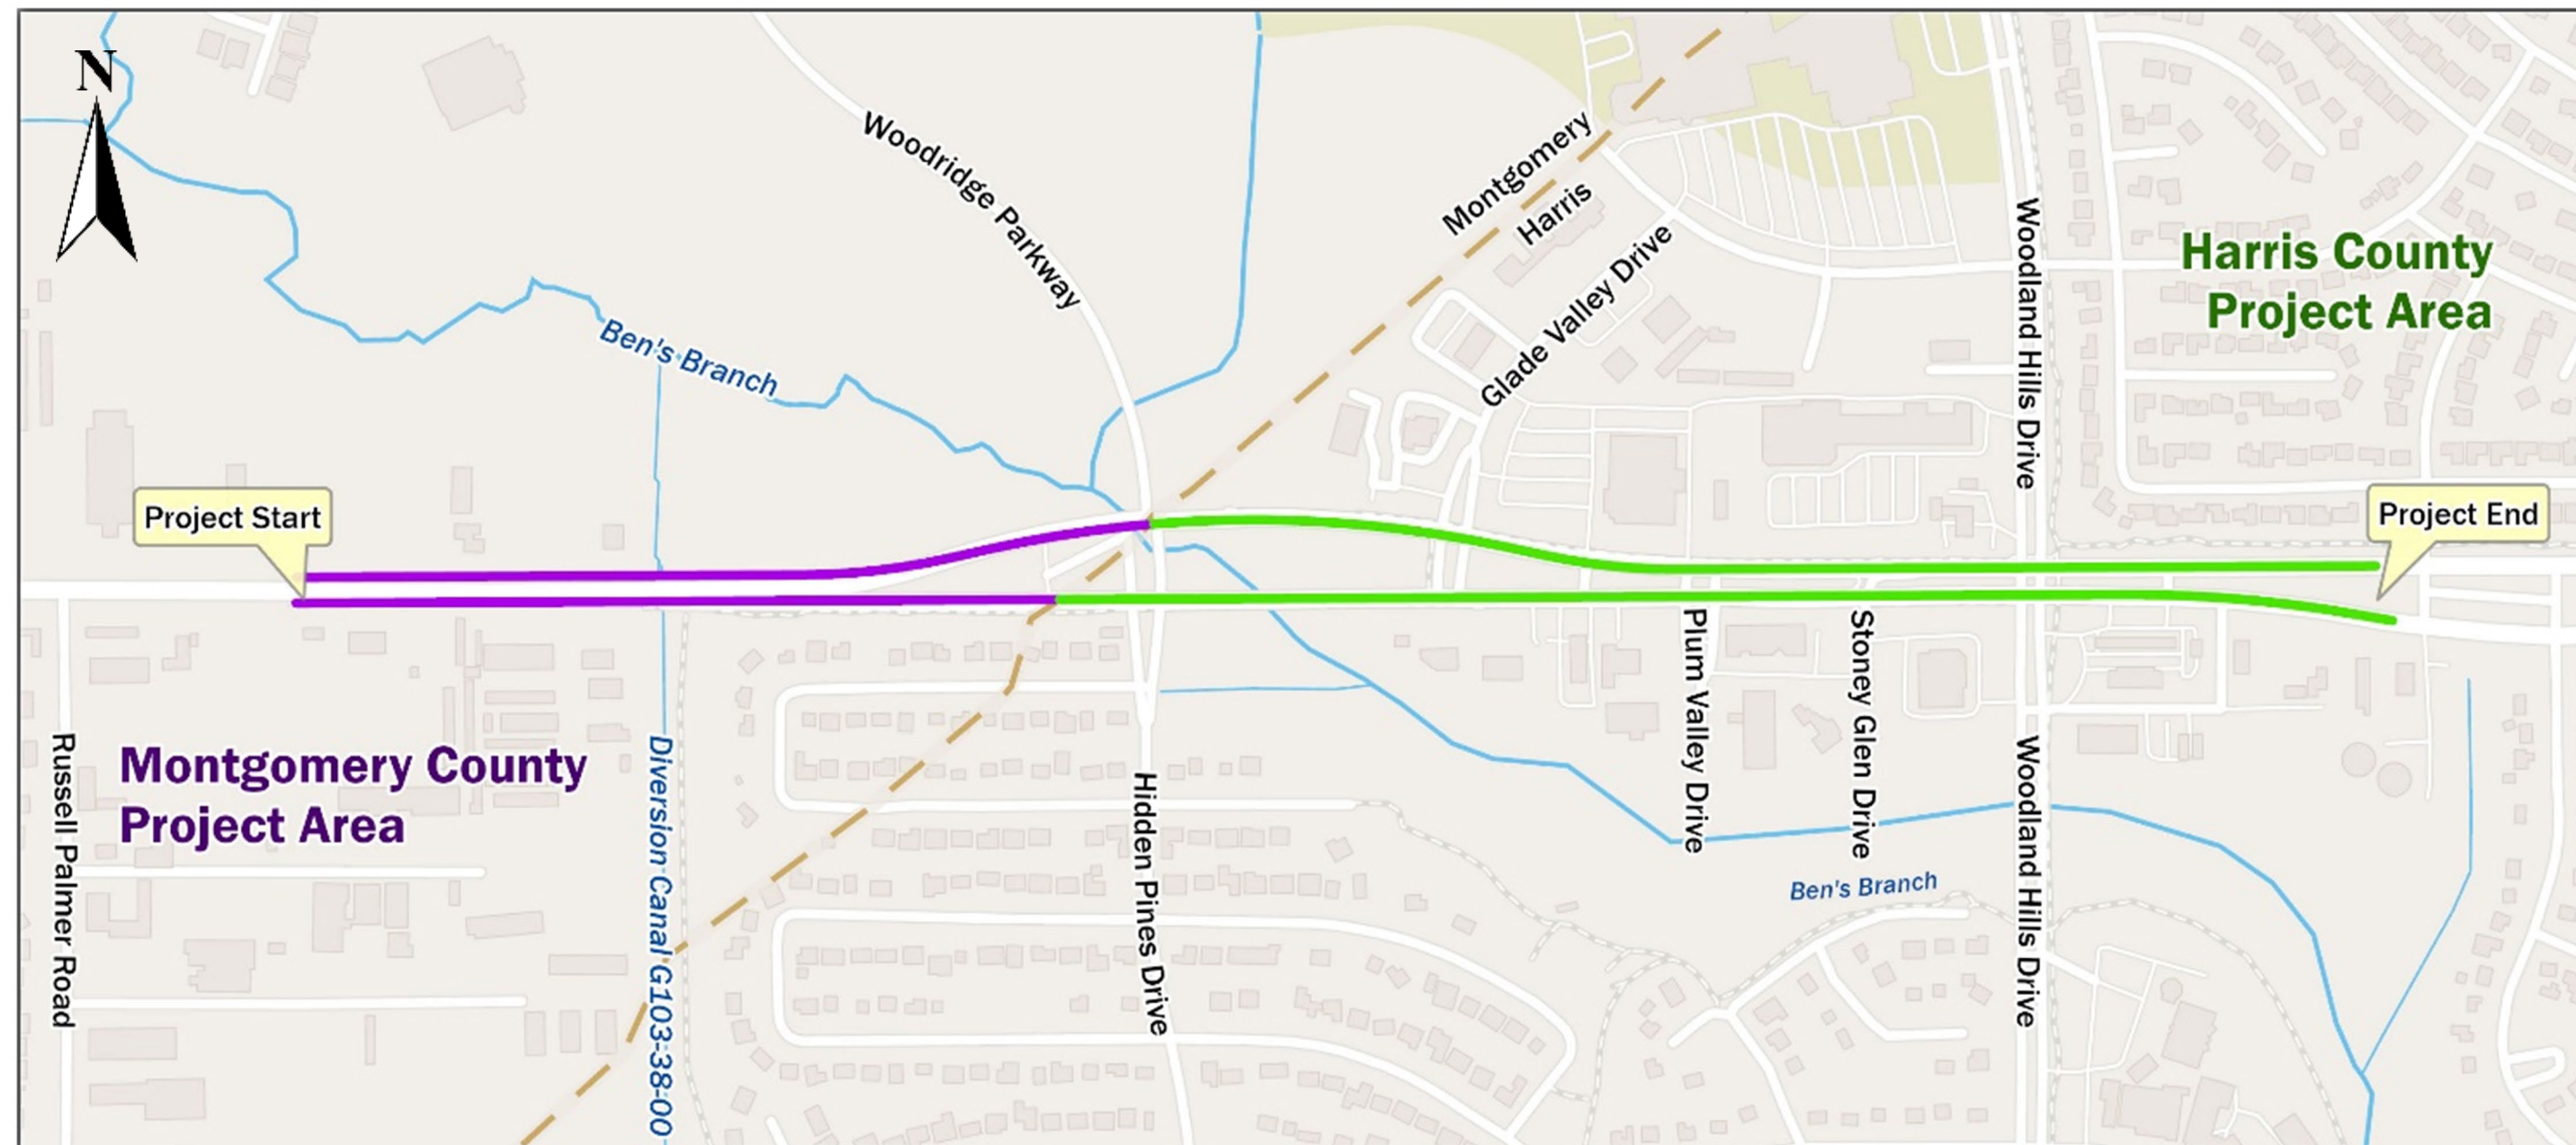 N
Woodridge Parkway
Montgomery
Harris
Glade Valley Drive
Woodland Hills Drive
Harris County
Project Area
Ben's Branch
Project Start
Project End
Montgomery County
Project Area
Russell Palmer Road
Diversion Canal G103-38-00
Hidden Pines Drive
Plum Valley Drive
Stoney Glen Drive
Woodland Hills Drive
Ben's Branch